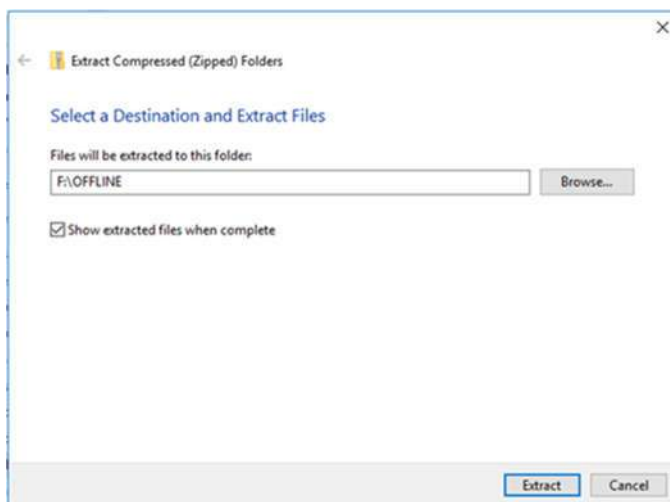 Extract Compressed (Zipped) Folders
Select a Destination and Extract Files
Files will be extracted to this folder:
F:\OFFLINE
Browse...
Show extracted files when complete
Extract
Cancel